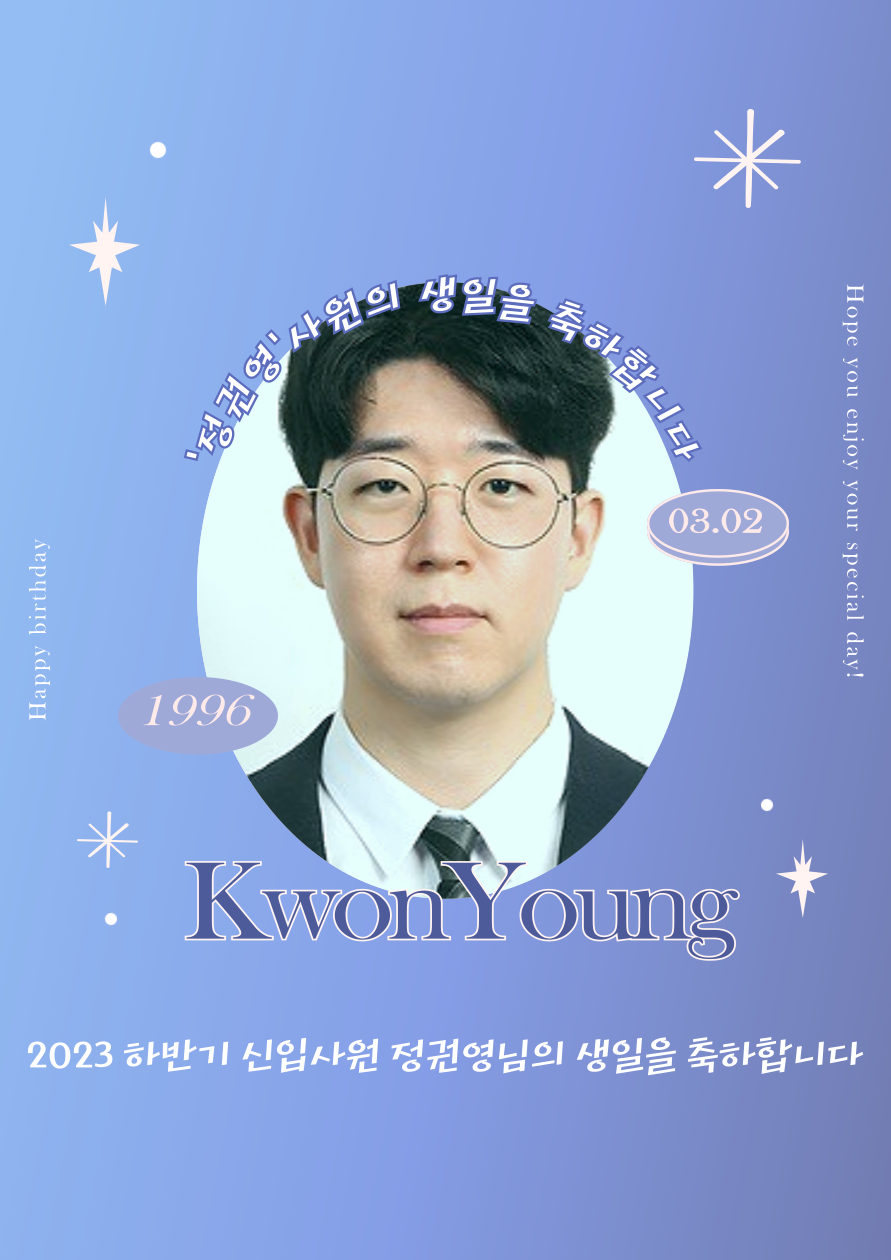 '정권영'사원의 생일을 축하합니다
Hope you enjoy your special day!
03.02
Happy birthday
1996
KwonYoung
2023 하반기 신입사원 정권영님의 생일을 축하합니다